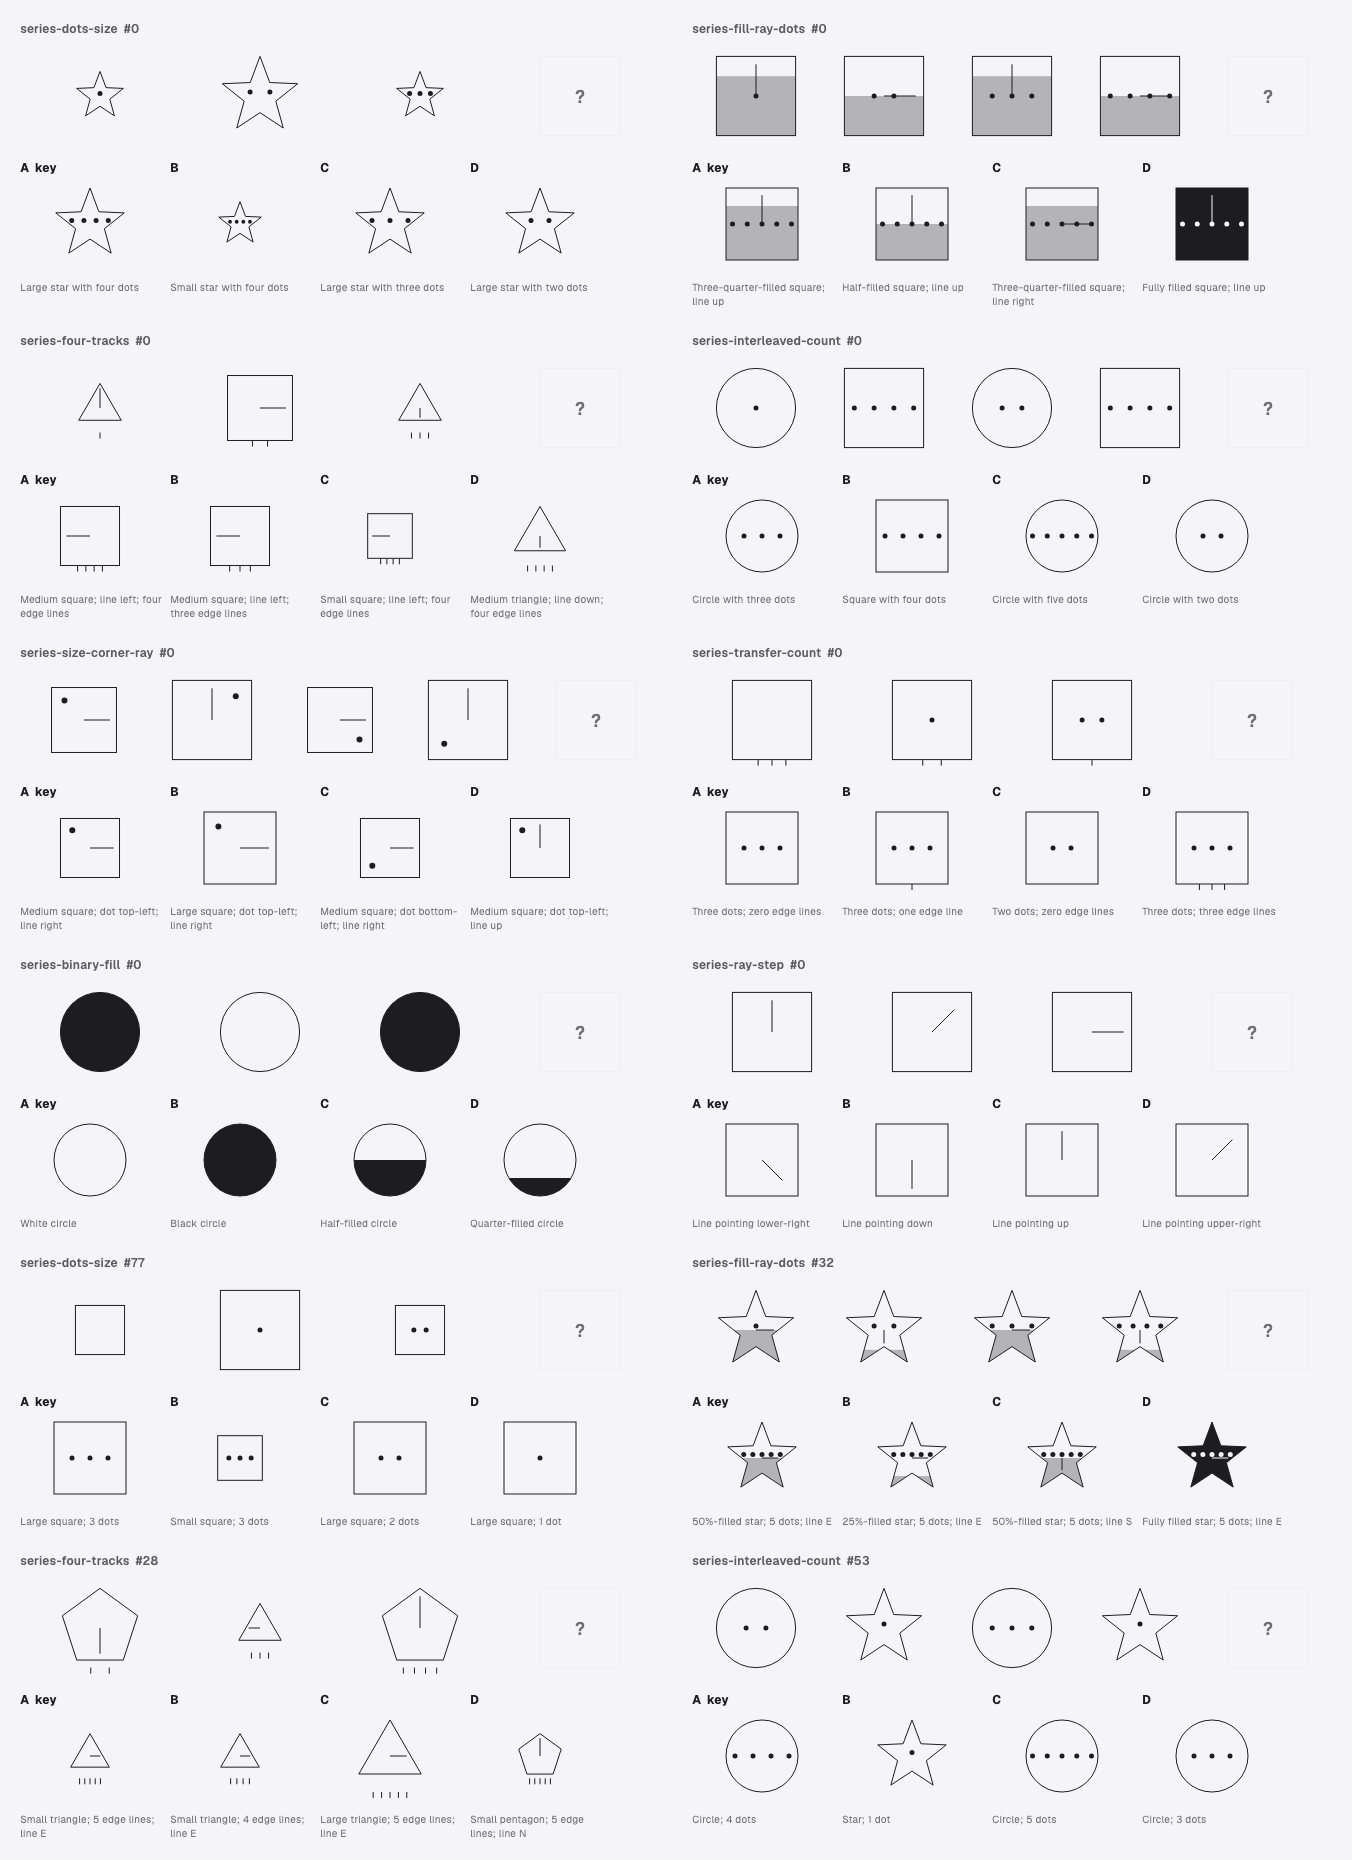 series-dots-size #0
?
A key
B
C
D
Large star with four dots
Small star with four dots
Large star with three dots
Large star with two dots
series-fill-ray-dots #0
?
A key
B
C
D
Three-quarter-filled square;
line up
Half-filled square; line up
Three-quarter-filled square;
line right
Fully filled square; line up
series-four-tracks #0
?
A key
B
C
D
Medium square; line left; four
edge lines
Medium square; line left;
three edge lines
Small square; line left; four
edge lines
Medium triangle; line down;
four edge lines
series-interleaved-count #0
?
A key
B
C
D
Circle with three dots
Square with four dots
Circle with five dots
Circle with two dots
series-size-corner-ray #0
?
A key
B
C
D
Medium square; dot top-left;
line right
Large square; dot top-left;
line right
Medium square; dot bottom-
left; line right
Medium square; dot top-left;
line up
series-transfer-count #0
?
A key
B
C
D
Three dots; zero edge lines
Three dots; one edge line
Two dots; zero edge lines
Three dots; three edge lines
series-binary-fill #0
?
A key
B
C
D
White circle
Black circle
Half-filled circle
Quarter-filled circle
series-ray-step #0
?
A key
B
C
D
Line pointing lower-right
Line pointing down
Line pointing up
Line pointing upper-right
series-dots-size #77
?
A key
B
C
D
Large square; 3 dots
Small square; 3 dots
Large square; 2 dots
Large square; 1 dot
series-fill-ray-dots #32
?
A key
B
C
D
50%-filled star; 5 dots; line E
25%-filled star; 5 dots; line E
50%-filled star; 5 dots; line S
Fully filled star; 5 dots; line E
series-four-tracks #28
?
A key
B
C
D
Small triangle; 5 edge lines;
line E
Small triangle; 4 edge lines;
line E
Large triangle; 5 edge lines;
line E
Small pentagon; 5 edge
lines; line N
series-interleaved-count #53
?
A key
B
C
D
Circle; 4 dots
Star; 1 dot
Circle; 5 dots
Circle; 3 dots